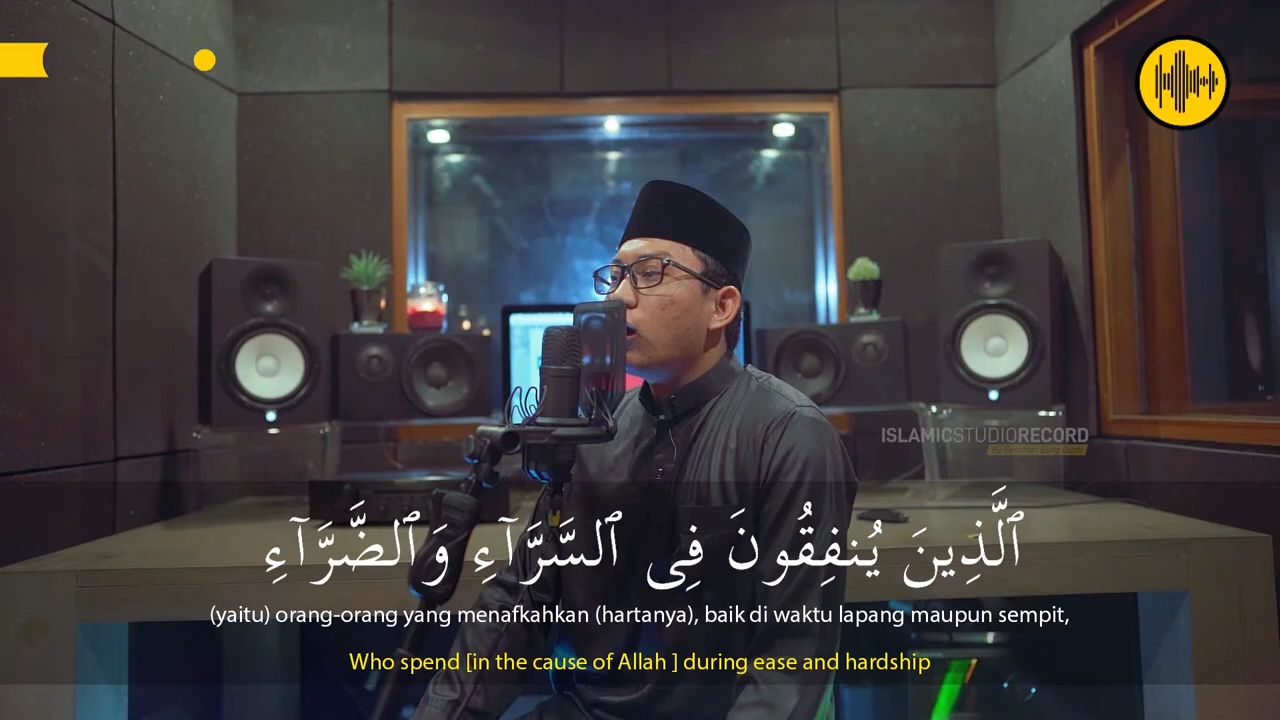 ISLAMICSTUDIORECORD
ٱلَّذِينَ يُنفِقُونَ فِى ٱلسَّرَّآءِ وَٱلضَّرَّآءِ
(yaitu) orang-orang yang menafkahkan (hartanya), baik di waktu lapang maupun sempit,
Who spend [in the cause of Allah ] during ease and hardship